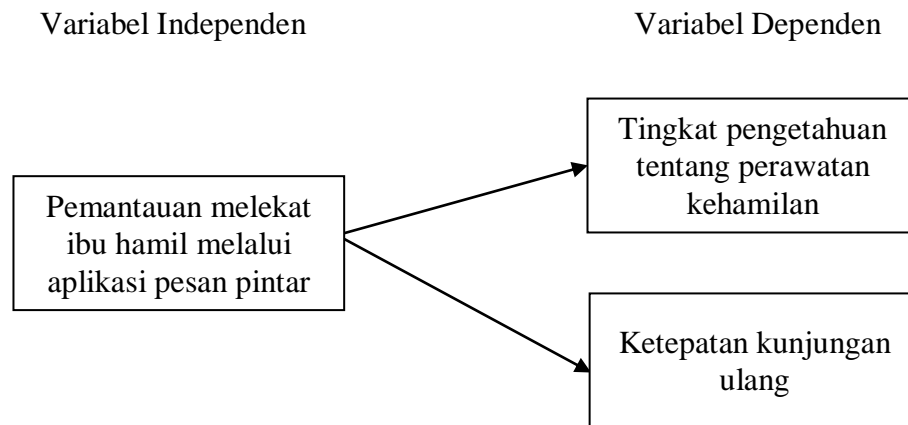 Variabel Independen
Variabel Dependen
Pemantauan melekat
ibu hamil melalui
aplikasi pesan pintar
Tingkat pengetahuan
tentang perawatan
kehamilan
Ketepatan kunjungan
ulang